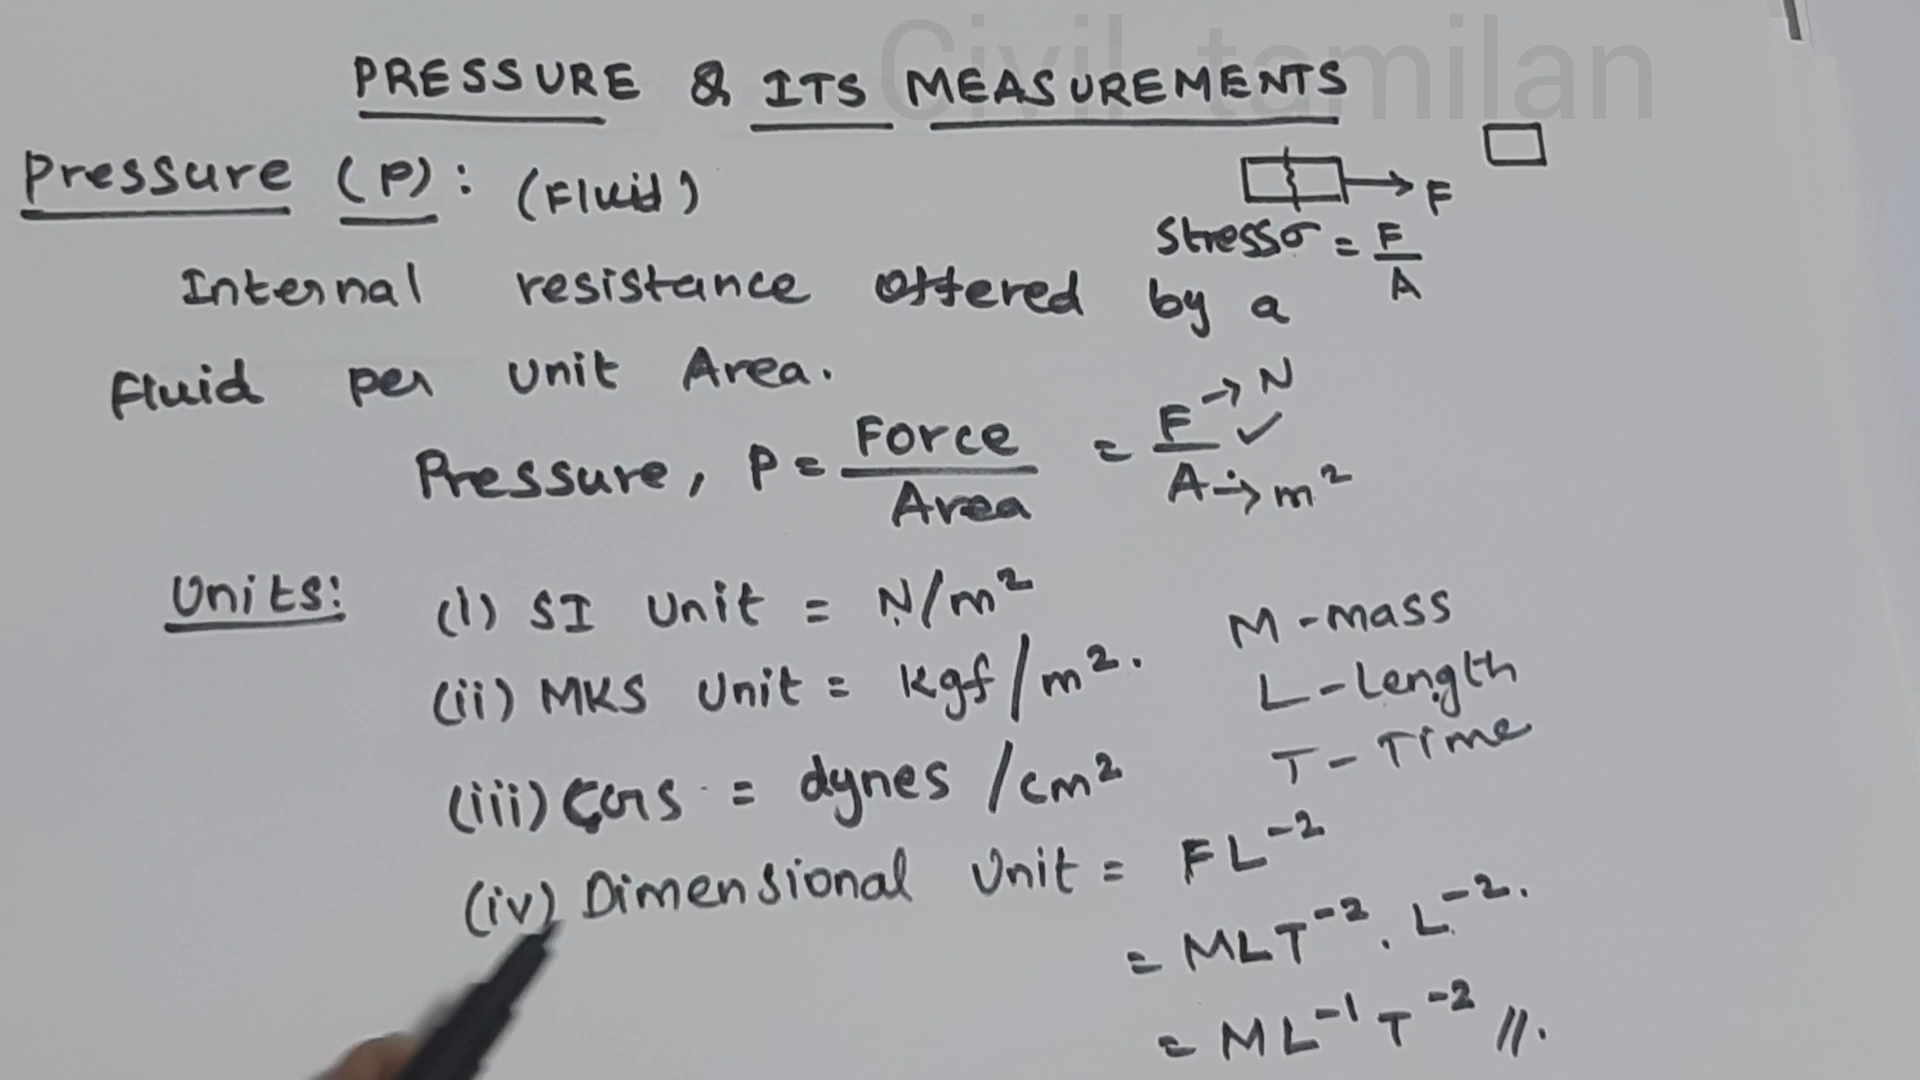 Civil tamilan
PRESSURE & ITS MEASUREMENTS
Pressure (P): (Fluid)
F
Stress σ = F/A
Internal resistance offered by a
fluid per unit Area.
Pressure, P = Force/Area = F/A → N ✓ → m²
Units: (i) SI Unit = N/m²
(ii) MKS Unit = kgf/m².
(iii) CGS = dynes/cm²
M - mass
L - Length
T - Time
(iv) Dimensional Unit = FL⁻²
= MLT⁻² . L⁻².
= ML⁻¹T⁻² //.